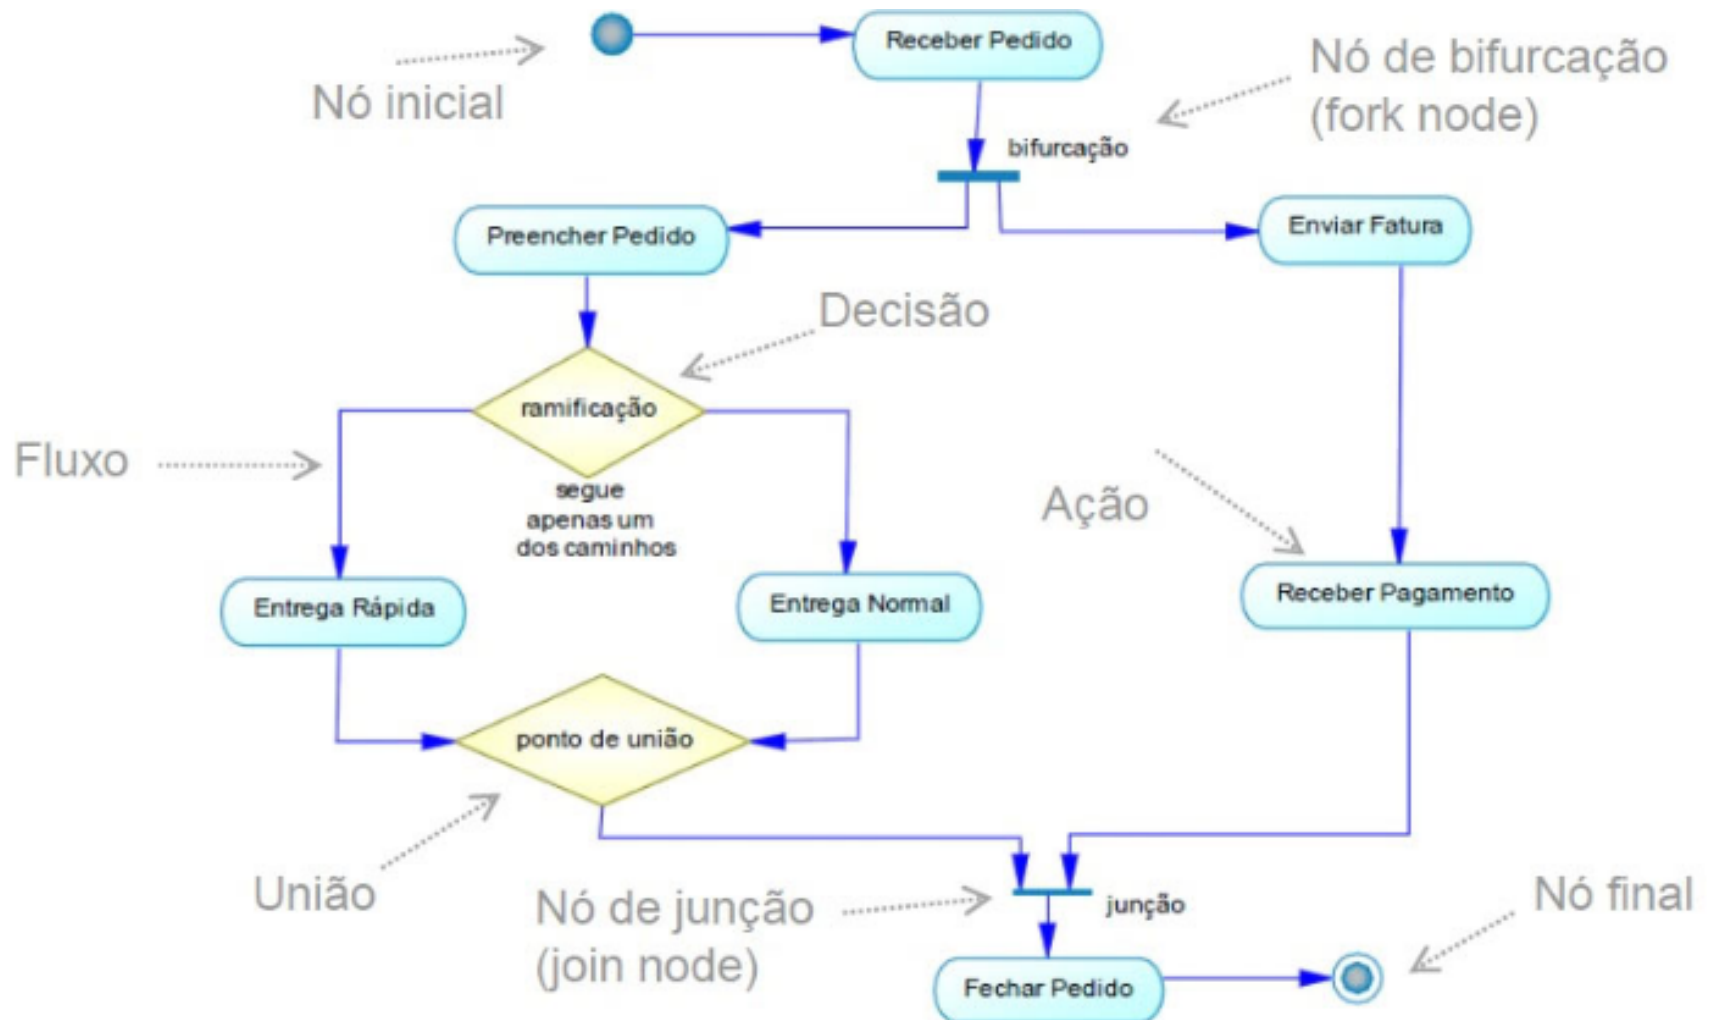 Receber Pedido
Nó inicial
Nó de bifurcação
(fork node)
bifurcação
Preencher Pedido
Enviar Fatura
Decisão
ramificação
Fluxo
segue
apenas um
dos caminhos
Ação
Entrega Rápida
Entrega Normal
Receber Pagamento
ponto de união
União
Nó de junção
(join node)
junção
Nó final
Fechar Pedido